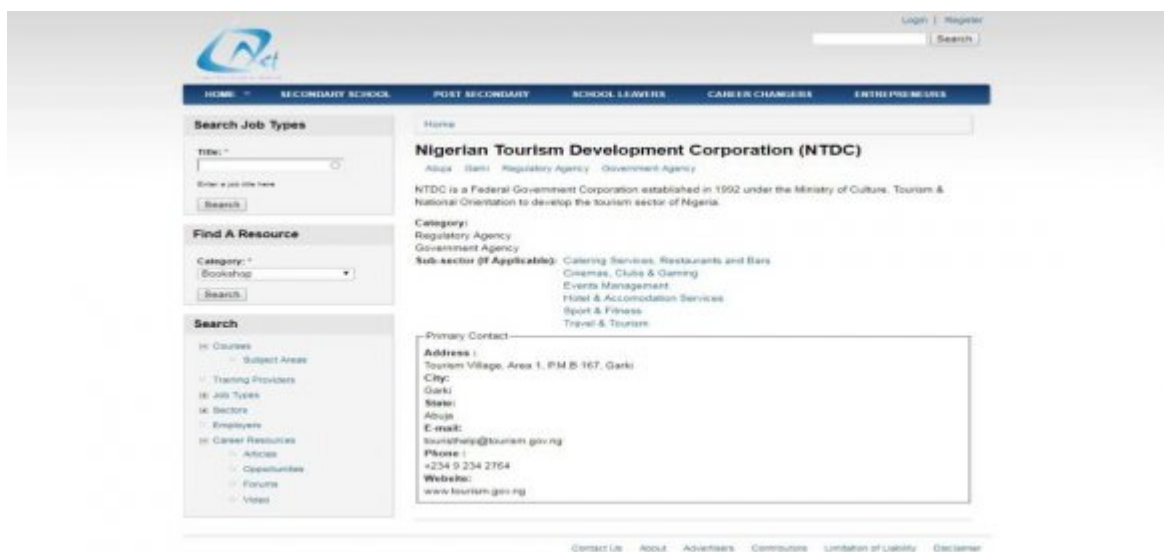 Login | Register
Search
HOME
SECONDARY SCHOOL
POST SECONDARY
SCHOOL LEAVERS
CAREER CHANGERS
ENTREPRENEURS
Search Job Types
Title: *
Enter a job title here
Search
Find A Resource
Category: *
Bookshop
Search
Search
Courses
Subject Areas
Training Providers
Job Types
Sectors
Employers
Career Resources
Articles
Opportunities
Forums
Video
Home
Nigerian Tourism Development Corporation (NTDC)
Abuja Garki Regulatory Agency Government Agency
NTDC is a Federal Government Corporation established in 1992 under the Ministry of Culture, Tourism &
National Orientation to develop the tourism sector of Nigeria.
Category:
Regulatory Agency
Government Agency
Sub-sector (If Applicable): Catering Services, Restaurants and Bars
Cinemas, Clubs & Gaming
Events Management
Hotel & Accomodation Services
Sport & Fitness
Travel & Tourism
Primary Contact
Address :
Tourism Village, Area 1, P.M.B 167, Garki
City:
Garki
State:
Abuja
E-mail:
touristhelp@tourism.gov.ng
Phone :
+234 9 234 2764
Website:
www.tourism.gov.ng
Contact Us About Advertisers Contributors Limitation of Liability Disclaimer